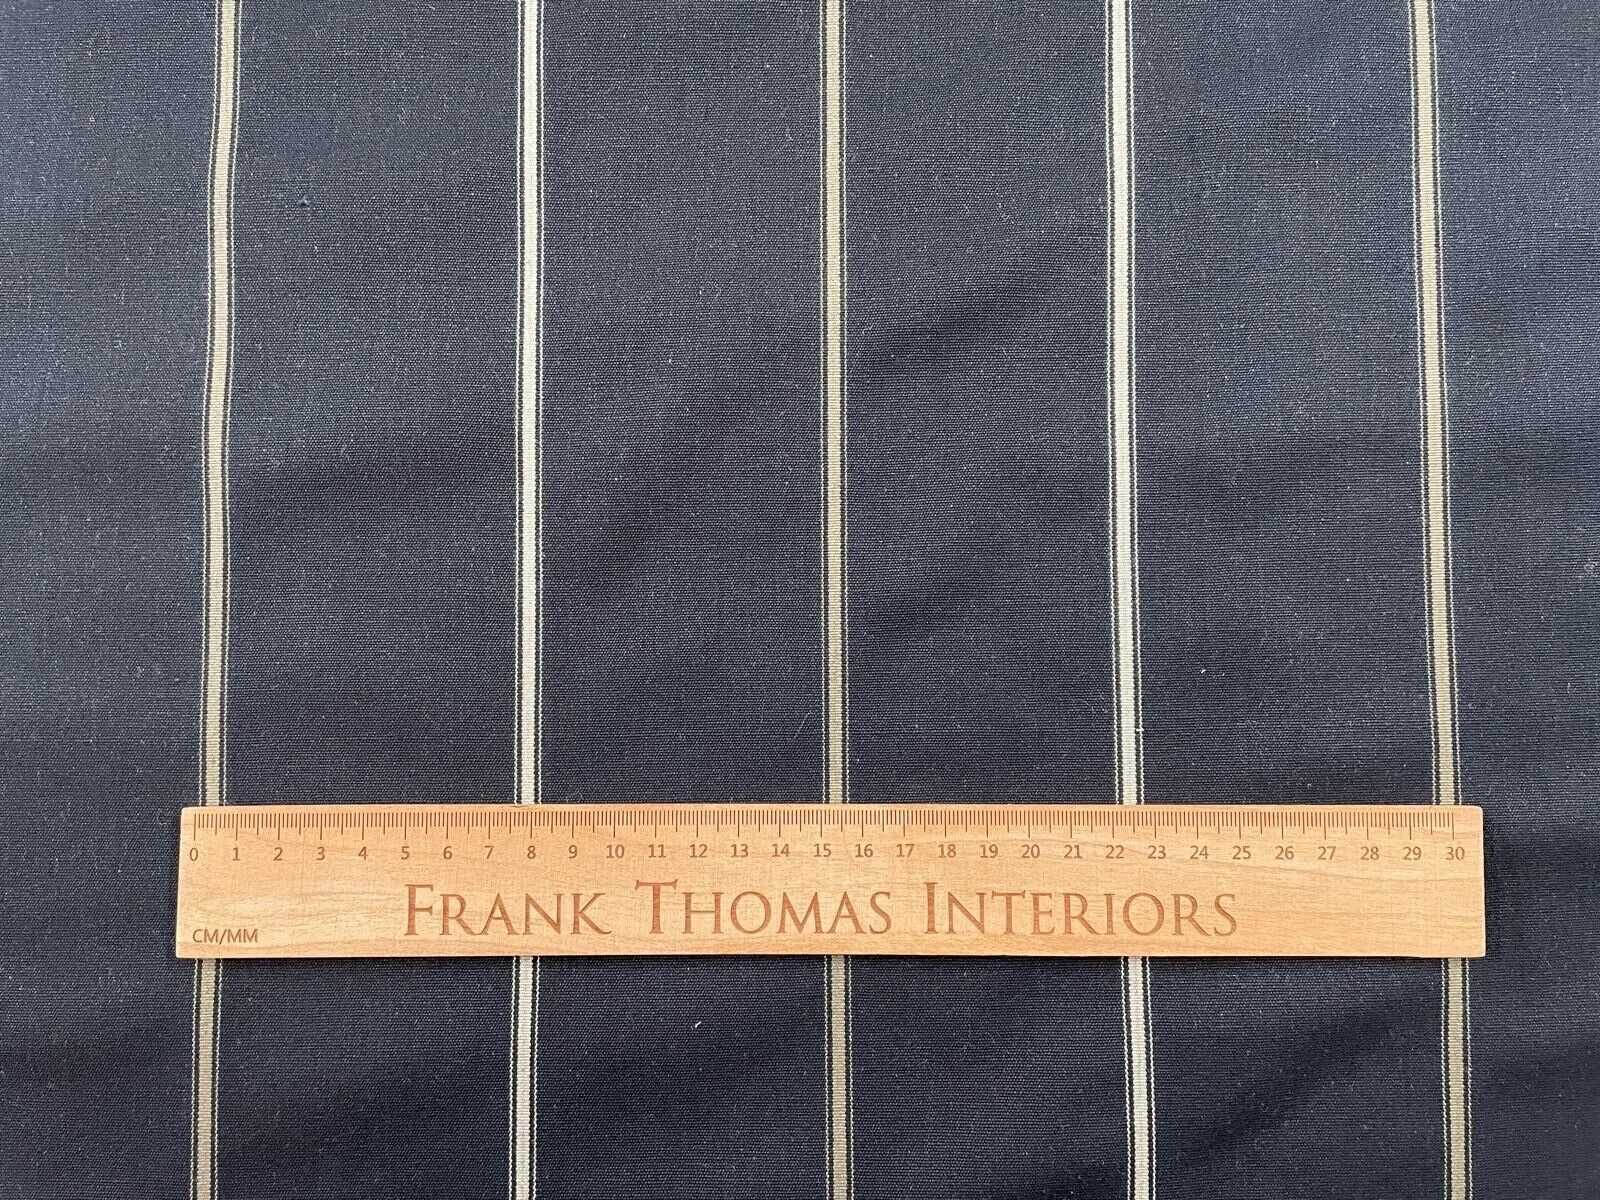 0 1 2 3 4 5 6 7 8 9 10 11 12 13 14 15 16 17 18 19 20 21 22 23 24 25 26 27 28 29 30
FRANK THOMAS INTERIORS
CM/MM